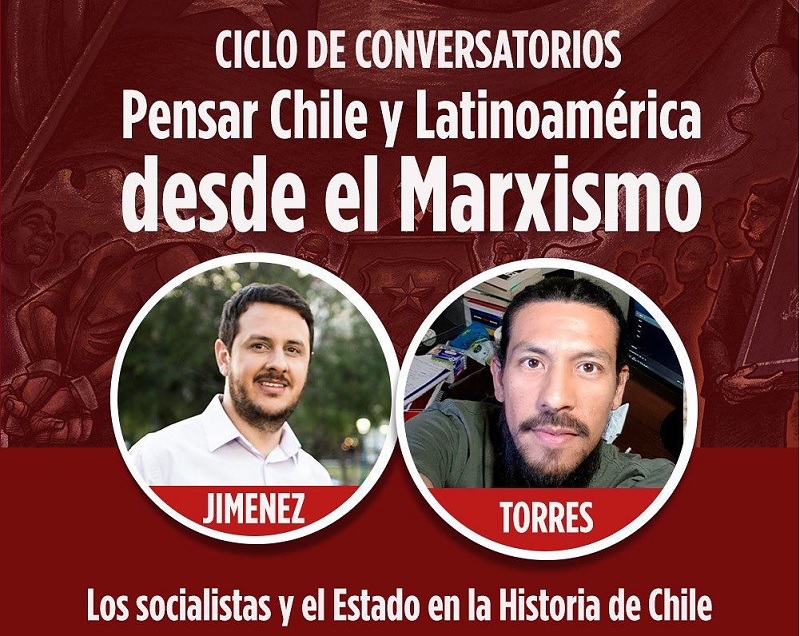 CICLO DE CONVERSATORIOS
Pensar Chile y Latinoamérica
desde el Marxismo
JIMENEZ
TORRES
Los socialistas y el Estado en la Historia de Chile